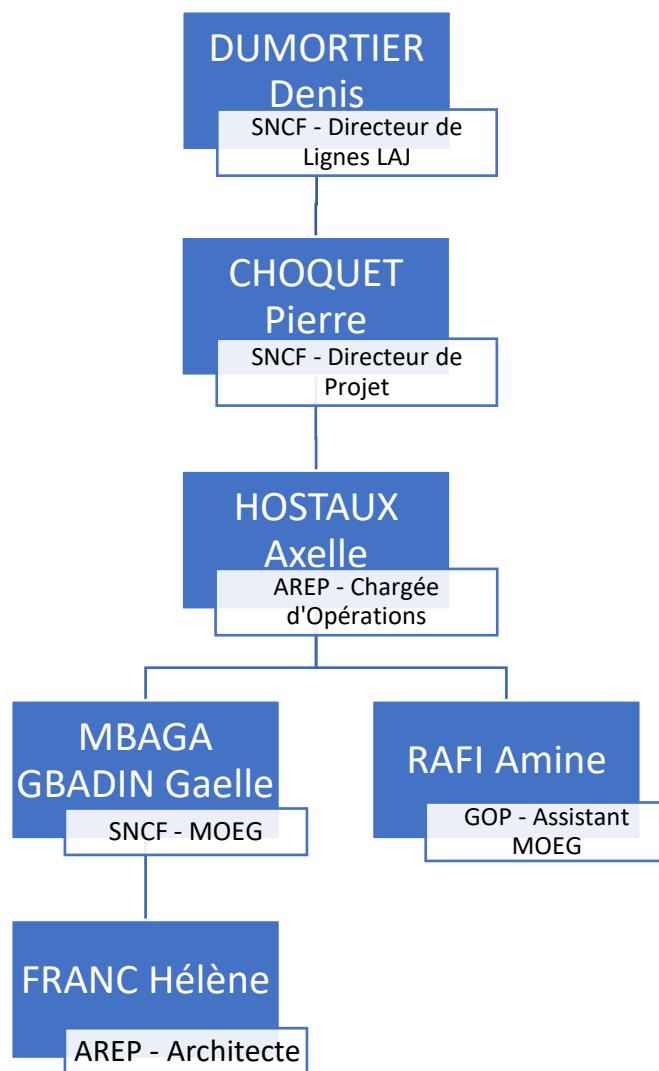 DUMORTIER
Denis
SNCF - Directeur de
Lignes LAJ
CHOQUET
Pierre
SNCF - Directeur de
Projet
HOSTAUX
Axelle
AREP - Chargée
d'Opérations
MBAGA
GBADIN Gaelle
SNCF - MOEG
RAFI Amine
GOP - Assistant
MOEG
FRANC Hélène
AREP - Architecte